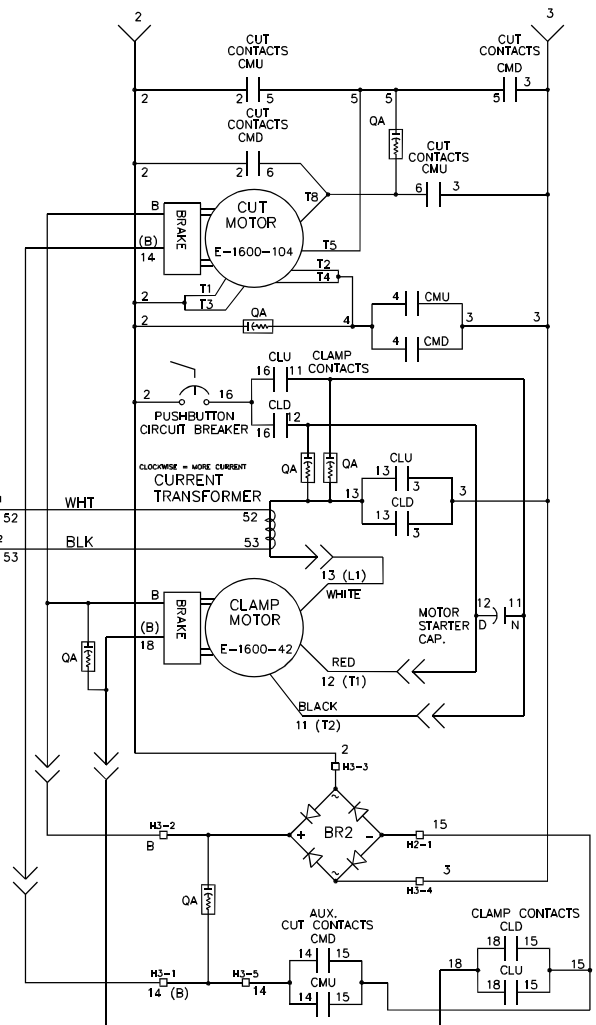 2
3
CUT
CONTACTS
CMU
CUT
CONTACTS
CMD
2
2
5
5
5
5
3
QA
CUT
CONTACTS
CMD
2
2
6
CUT
CONTACTS
CMU
6
3
T8
B
(B)
14
BRAKE
CUT
MOTOR
E-1600-104
T5
T2
T4
T1
T3
2
2
QA
4
4
CMU
3
3
4
CMD
CLU
CLAMP
CONTACTS
16
11
2
16
CLD
12
16
PUSHBUTTON
CIRCUIT BREAKER
CLOCKWISE = MORE CURRENT
CURRENT
TRANSFORMER
QA
QA
CLU
13
3
13
CLD
13
3
3
WHT
52
52
BLK
53
53
13 (L1)
WHITE
B
(B)
18
BRAKE
CLAMP
MOTOR
E-1600-42
QA
MOTOR
STARTER
CAP.
12
D
11
N
RED
12 (T1)
BLACK
11 (T2)
2
H3-3
H3-2
B
~
+
BR2
-
~
15
H2-1
3
H3-4
QA
AUX.
CUT CONTACTS
CMD
14
15
CMU
14
15
H3-1
14 (B)
H3-5
14
CLAMP CONTACTS
CLD
18
15
18
CLU
18
15
15